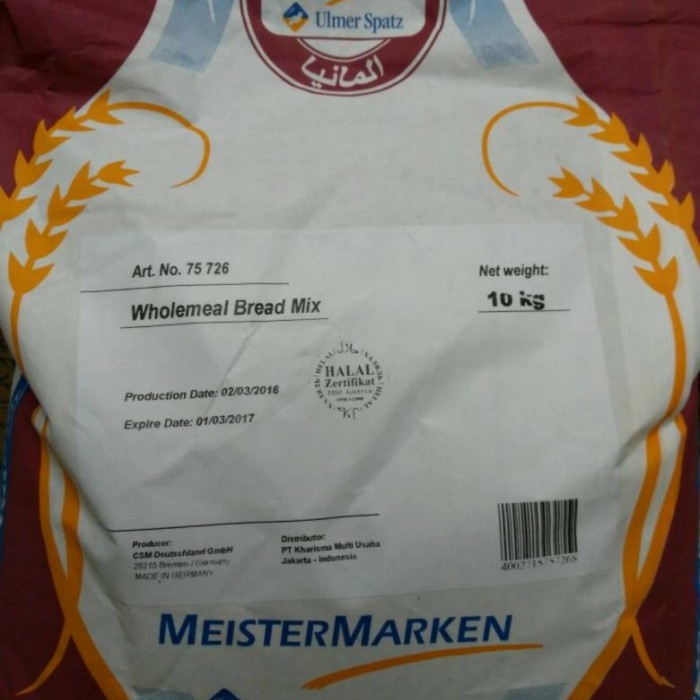 Ulmer Spatz
المانيا
Art. No. 75 726
Net weight:
Wholemeal Bread Mix
10 kg
HALAL
Zertifikat
Production Date: 02/03/2016
Expire Date: 01/03/2017
Producer:
CSM Deutschland GmbH
28215 Bremen / Germany
MADE IN GERMANY
Distributor:
PT Kharisma Multi Usaha
Jakarta - Indonesia
4002715757268
MEISTERMARKEN